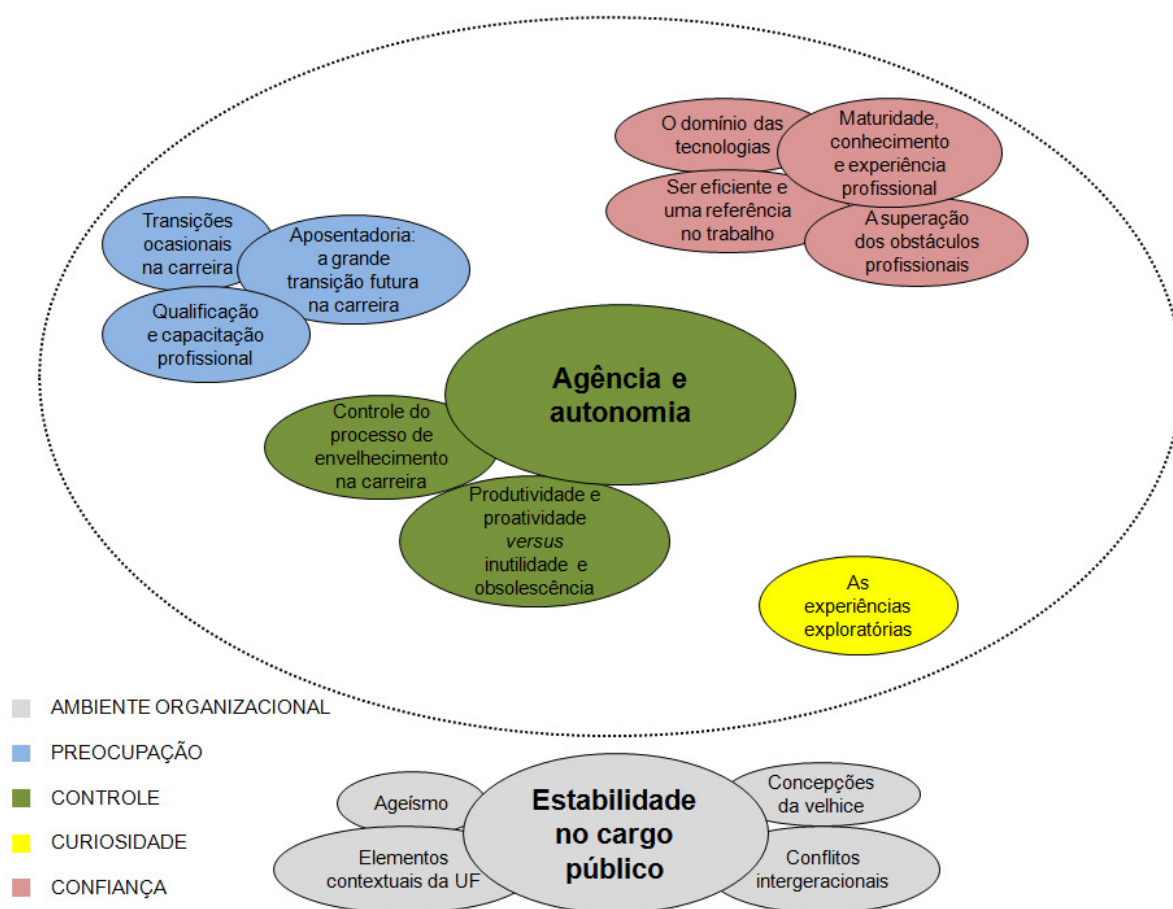 O domínio das
tecnologias
Maturidade,
conhecimento
e experiência
profissional
Ser eficiente e
uma referência
no trabalho
A superação
dos obstáculos
profissionais
Transições
ocasionais
na carreira
Aposentadoria:
a grande
transição futura
na carreira
Qualificação
e capacitação
profissional
Agência e
autonomia
Controle do
processo de
envelhecimento
na carreira
Produtividade e
proatividade
versus
inutilidade e
obsolescência
As
experiências
exploratórias
AMBIENTE ORGANIZACIONAL
PREOCUPAÇÃO
CONTROLE
CURIOSIDADE
CONFIANÇA
Ageísmo
Elementos
contextuais da UF
Estabilidade
no cargo
público
Concepções
da velhice
Conflitos
intergeracionais